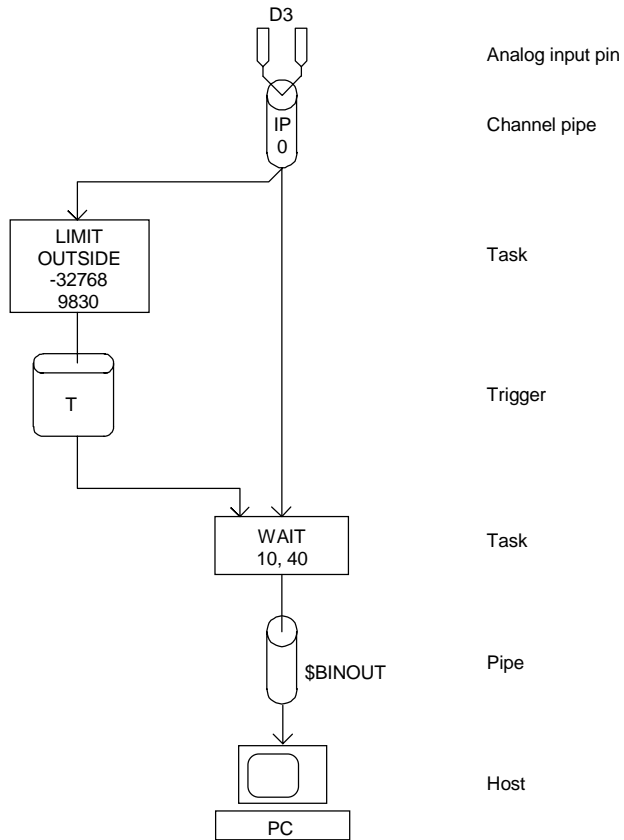 D3
Analog input pin
IP
0
Channel pipe
LIMIT
OUTSIDE
-32768
9830
Task
T
Trigger
WAIT
10, 40
Task
$BINOUT
Pipe
Host
PC